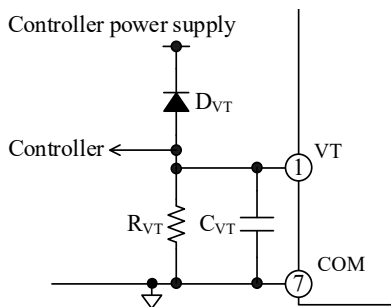 Controller power supply
DVT
Controller
VT
1
RVT
CVT
COM
7